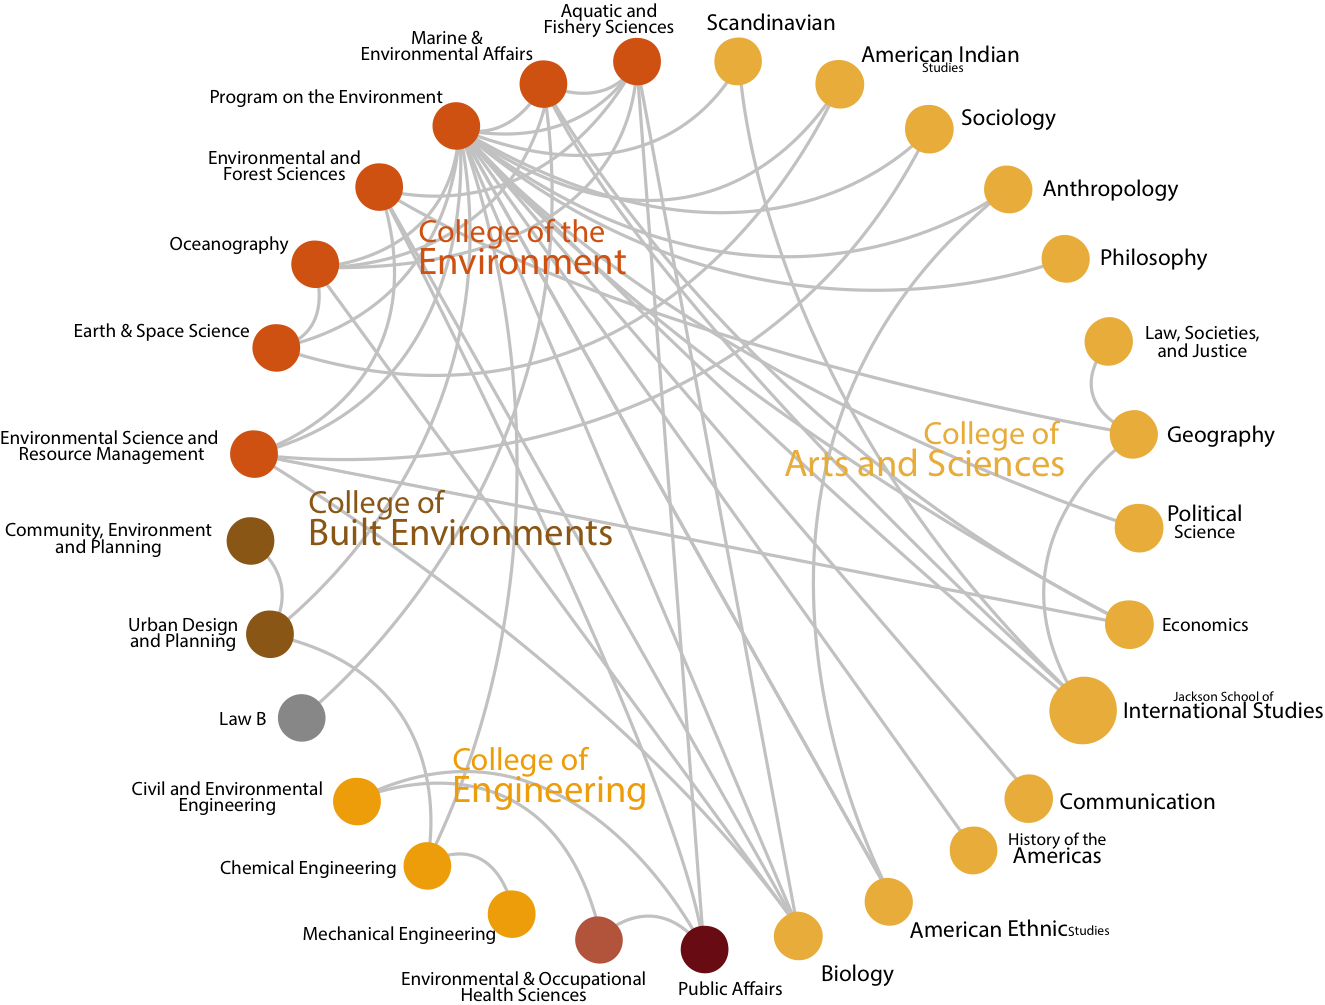 Aquatic and
Fishery Sciences
Scandinavian
Marine &
Environmental Affairs
American Indian
Studies
Program on the Environment
Sociology
Environmental and
Forest Sciences
Anthropology
College of the
Environment
Oceanography
Philosophy
Earth & Space Science
Law, Societies,
and Justice
Environmental Science and
Resource Management
College of
Arts and Sciences
Geography
College of
Built Environments
Political
Science
Community, Environment
and Planning
Urban Design
and Planning
Economics
Jackson School of
International Studies
Law B
College of
Engineering
Civil and Environmental
Engineering
Communication
History of the
Americas
Chemical Engineering
Mechanical Engineering
American Ethnic Studies
Environmental & Occupational
Health Sciences
Public Affairs
Biology